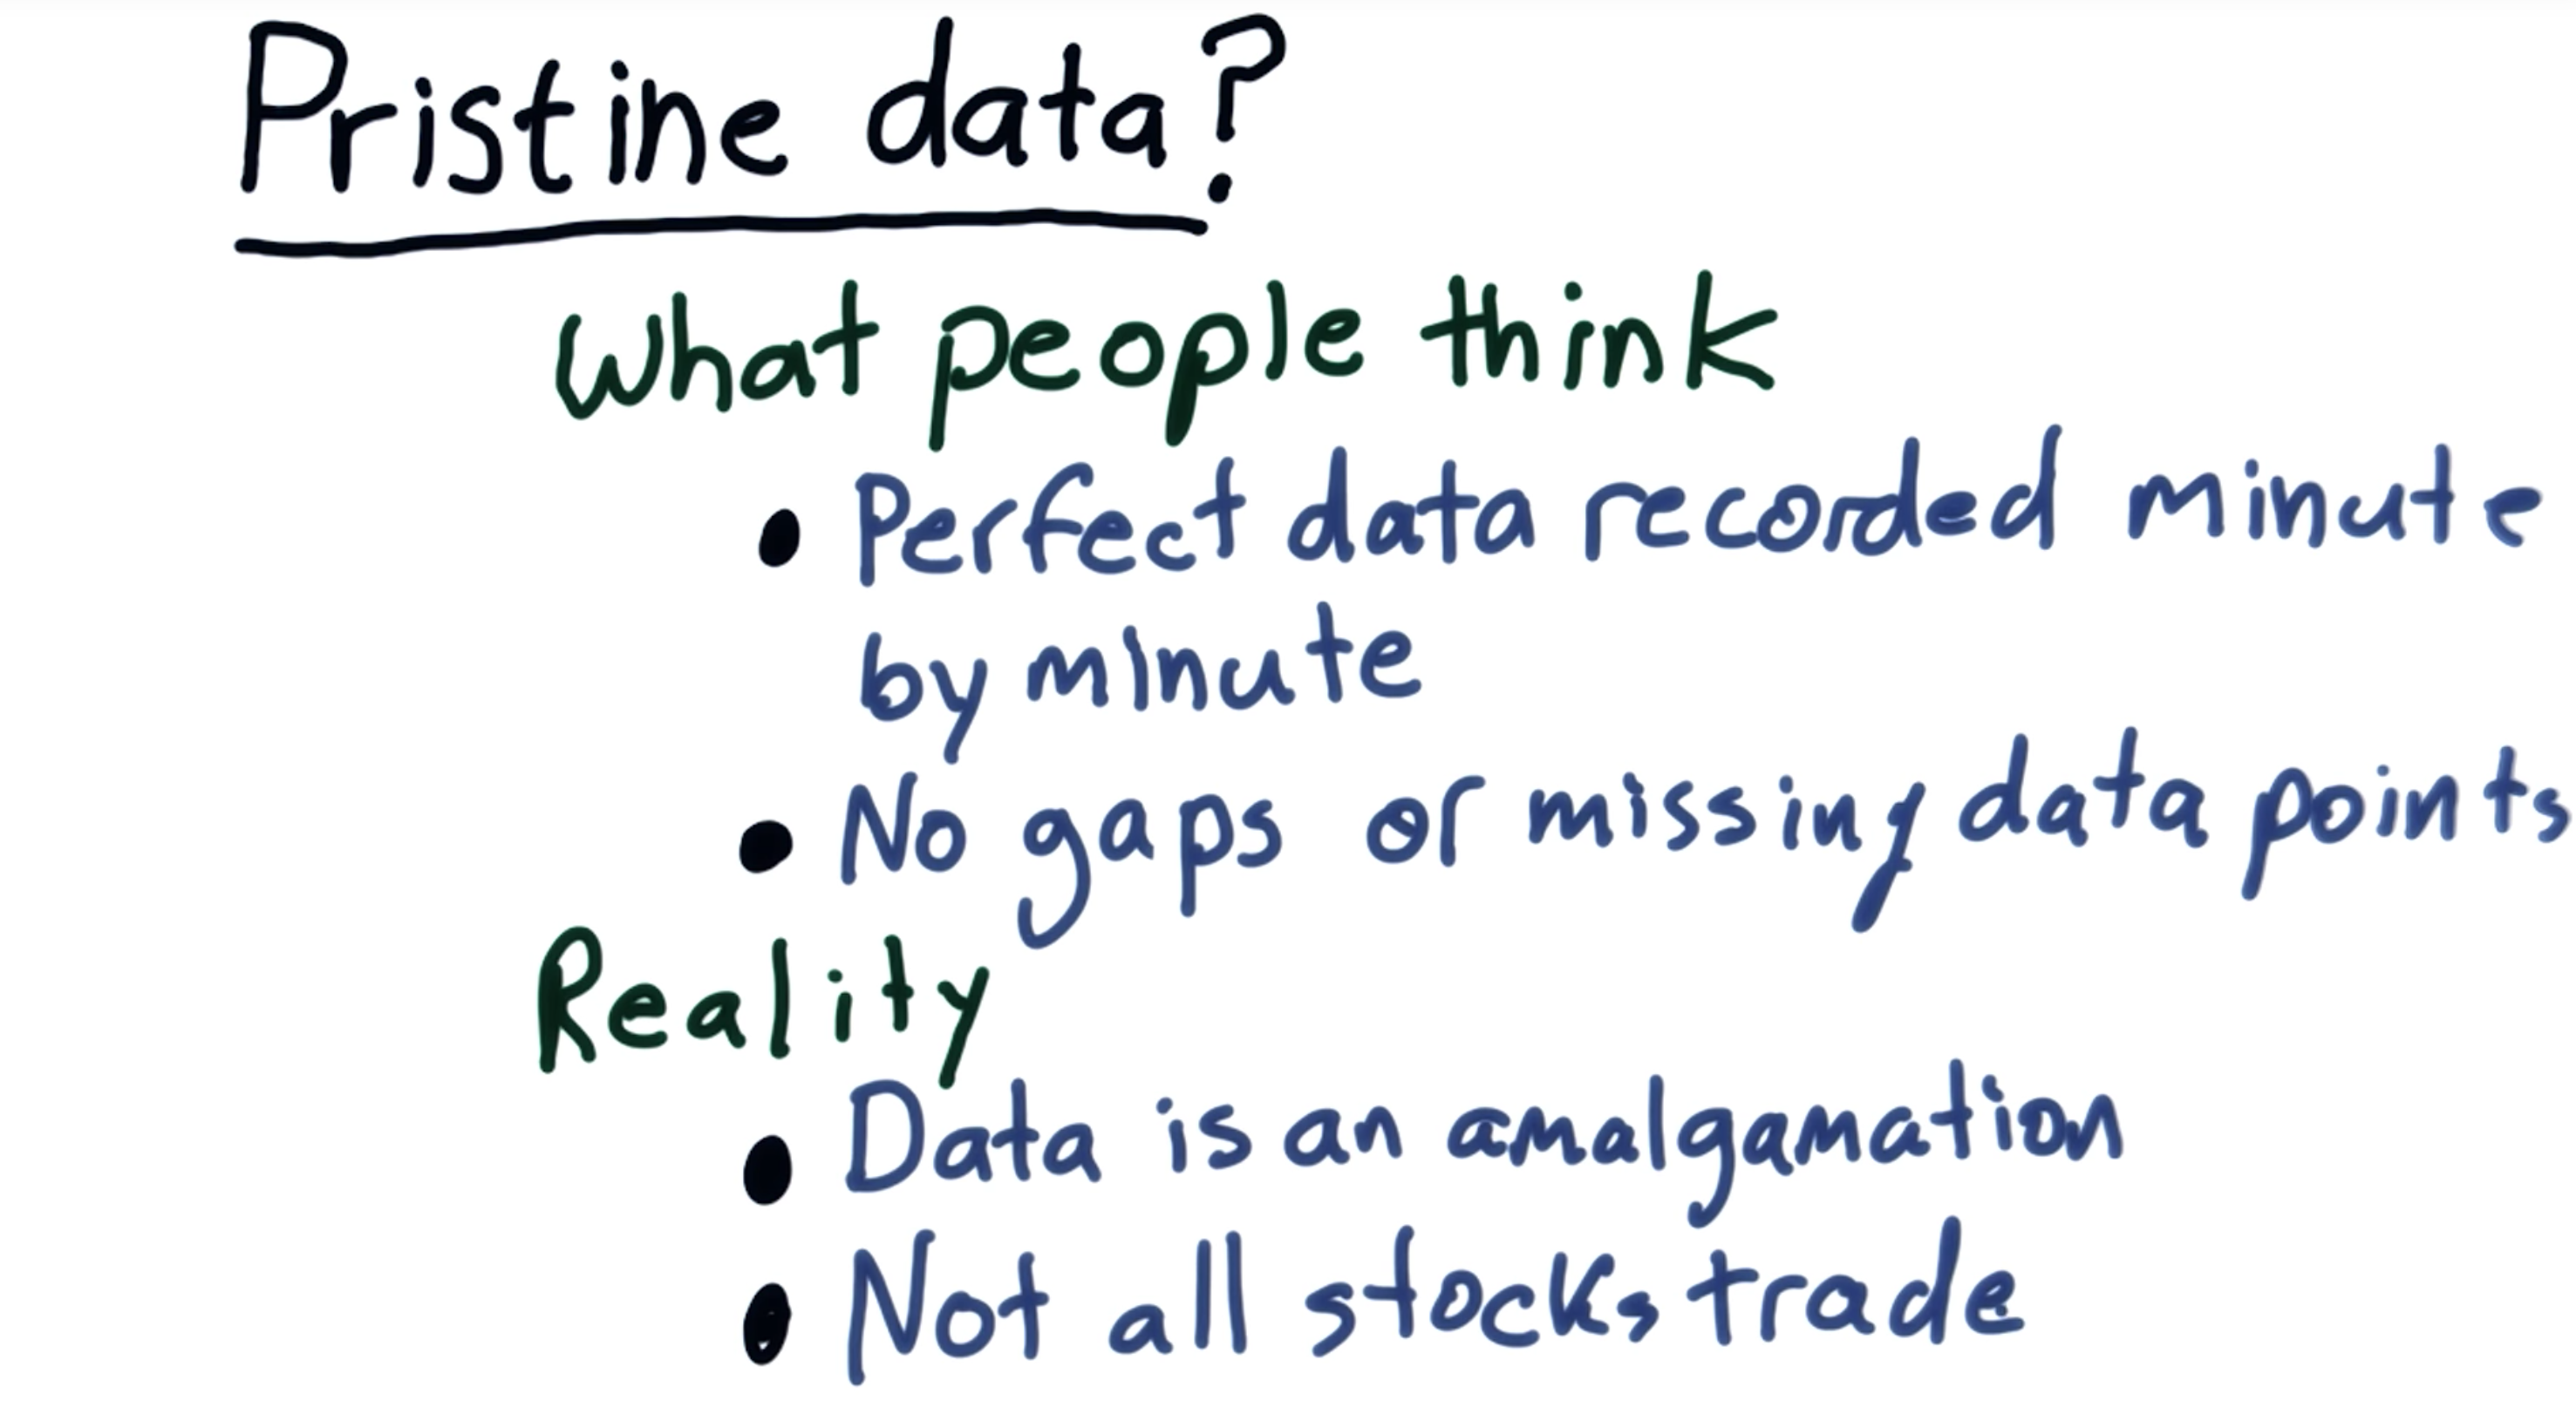 Pristine data?
What people think
• Perfect data recorded minute
by minute
• No gaps or missing data points
Reality
• Data is an amalgamation
• Not all stocks trade